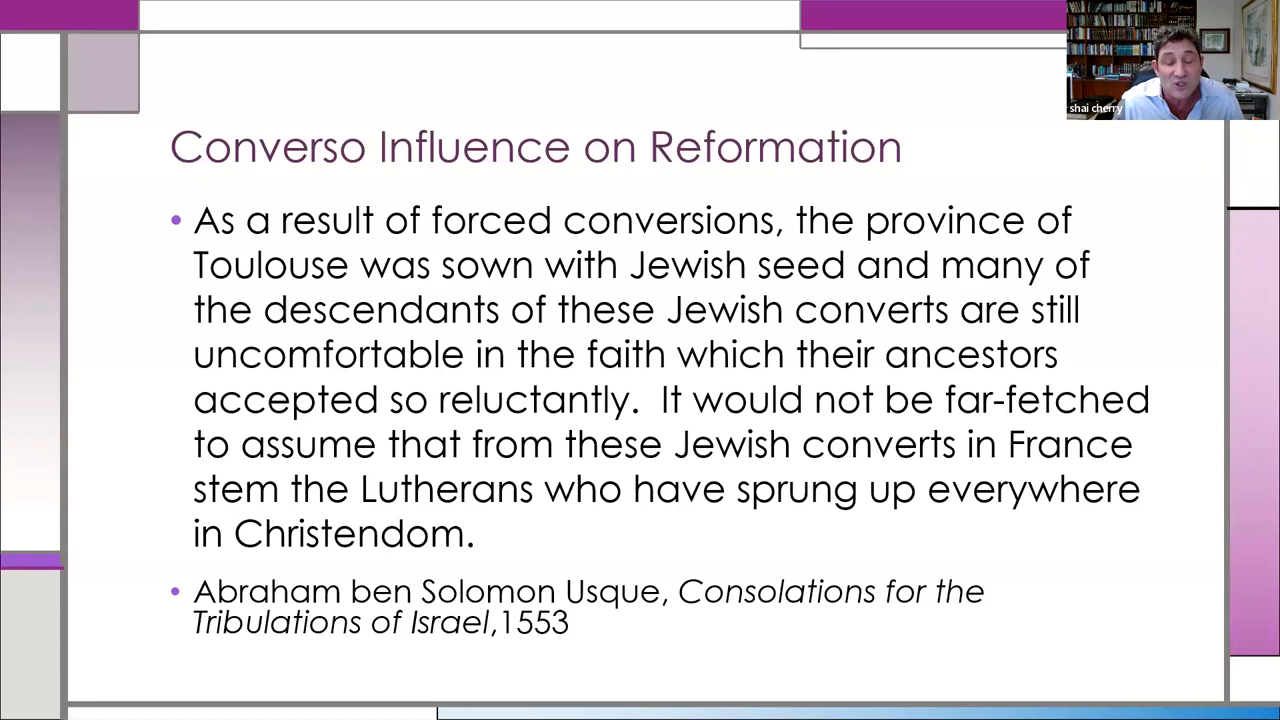 shai cherry
Converso Influence on Reformation
• As a result of forced conversions, the province of
Toulouse was sown with Jewish seed and many of
the descendants of these Jewish converts are still
uncomfortable in the faith which their ancestors
accepted so reluctantly.  It would not be far-fetched
to assume that from these Jewish converts in France
stem the Lutherans who have sprung up everywhere
in Christendom.
• Abraham ben Solomon Usque, Consolations for the
Tribulations of Israel,1553